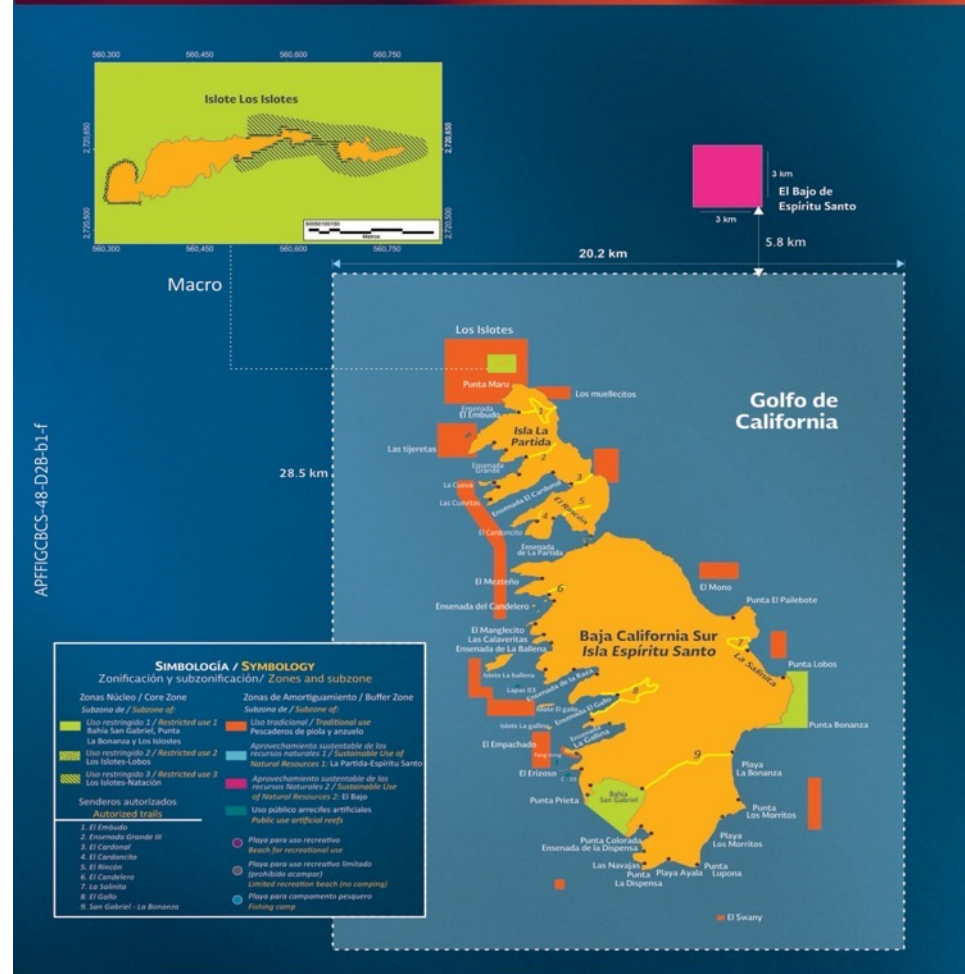 560,300
560,450
560,600
560,750
Islote Los Islotes
2,720,650
2,720,650
2,720,500
2,720,500
Metros
560,300
560,450
560,600
560,750
Macro
3 km
3 km
El Bajo de
Espíritu Santo
5.8 km
20.2 km
28.5 km
Golfo de
California
APFFIGCBCS-48-D2B-b1-f
Los Islotes
Punta Maru
Los muellecitos
Ensenada
El Embudo
1
Isla La
Partida
Las tijeretas
2
Ensenada
Grande
3
La Cueva
Ensenada El Cardonal
Las Cuevitas
5
El Rincón
4
El Cardoncito
Ensenada
de La Partida
El Mezteño
6
El Mono
Ensenada del Candelero
Punta El Pailebote
El Manglecito
Las Calaveritas
Ensenada de La Ballena
Baja California Sur
Isla Espíritu Santo
7
La Salinita
Punta Lobos
Islote La ballena
Ensenada de la Raza
Lapas 03
8
Islote El gallo
Ensenada El Gallo
Islote La gallina
Ensenada
La Gallina
Punta Bonanza
El Empachado
Fang Ming
9
El Erizoso
C-59
Playa
La Bonanza
Punta Prieta
Bahía
San Gabriel
Punta
Los Morritos
Punta Colorada
Ensenada de la Dispensa
Playa
Los Morritos
Las Navajas
Punta
La Dispensa
Playa Ayala
Punta
Lupona
El Swany
SIMBOLOGÍA / SYMBOLOGY
Zonificación y subzonificación/ Zones and subzone
Zonas Núcleo / Core Zone
Subzona de / Subzone of:
Uso restringido 1 / Restricted use 1
Bahía San Gabriel, Punta
La Bonanza y Los Islostes
Uso restringido 2 / Restricted use 2
Los Islotes-Lobos
Uso restringido 3 / Restricted use 3
Los Islotes-Natación
Senderos autorizados
Autorized trails
1. El Embudo
2. Ensenada Grande III
3. El Cardonal
4. El Cardoncito
5. El Rincón
6. El Candelero
7. La Salinita
8. El Gallo
9. San Gabriel - La Bonanza
Zonas de Amortiguamiento / Buffer Zone
Subzona de / Subzone of:
Uso tradicional / Traditional use
Pescaderos de piola y anzuelo
Aprovechamiento sustentable de los
recursos naturales 1 / Sustainable Use of
Natural Resources 1: La Partida-Espíritu Santo
Aprovechamiento sustentable de los
recursos Naturales 2 / Sustainable Use
of Natural Resources 2: El Bajo
Uso público arrecifes artificiales
Public use artificial reefs
Playa para uso recreativo
Beach for recreational use
Playa para uso recreativo limitado
(prohibido acampar)
Limited recreation beach (no camping)
Playa para campamento pesquero
Fishing camp